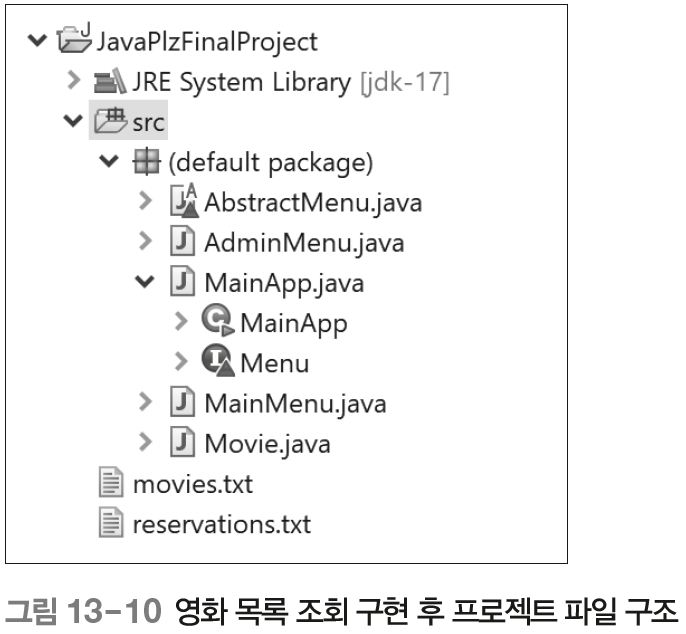 JavaPlzFinalProject
JRE System Library [jdk-17]
src
(default package)
AbstractMenu.java
AdminMenu.java
MainApp.java
MainApp
Menu
MainMenu.java
Movie.java
movies.txt
reservations.txt
그림 13-10 영화 목록 조회 구현 후 프로젝트 파일 구조